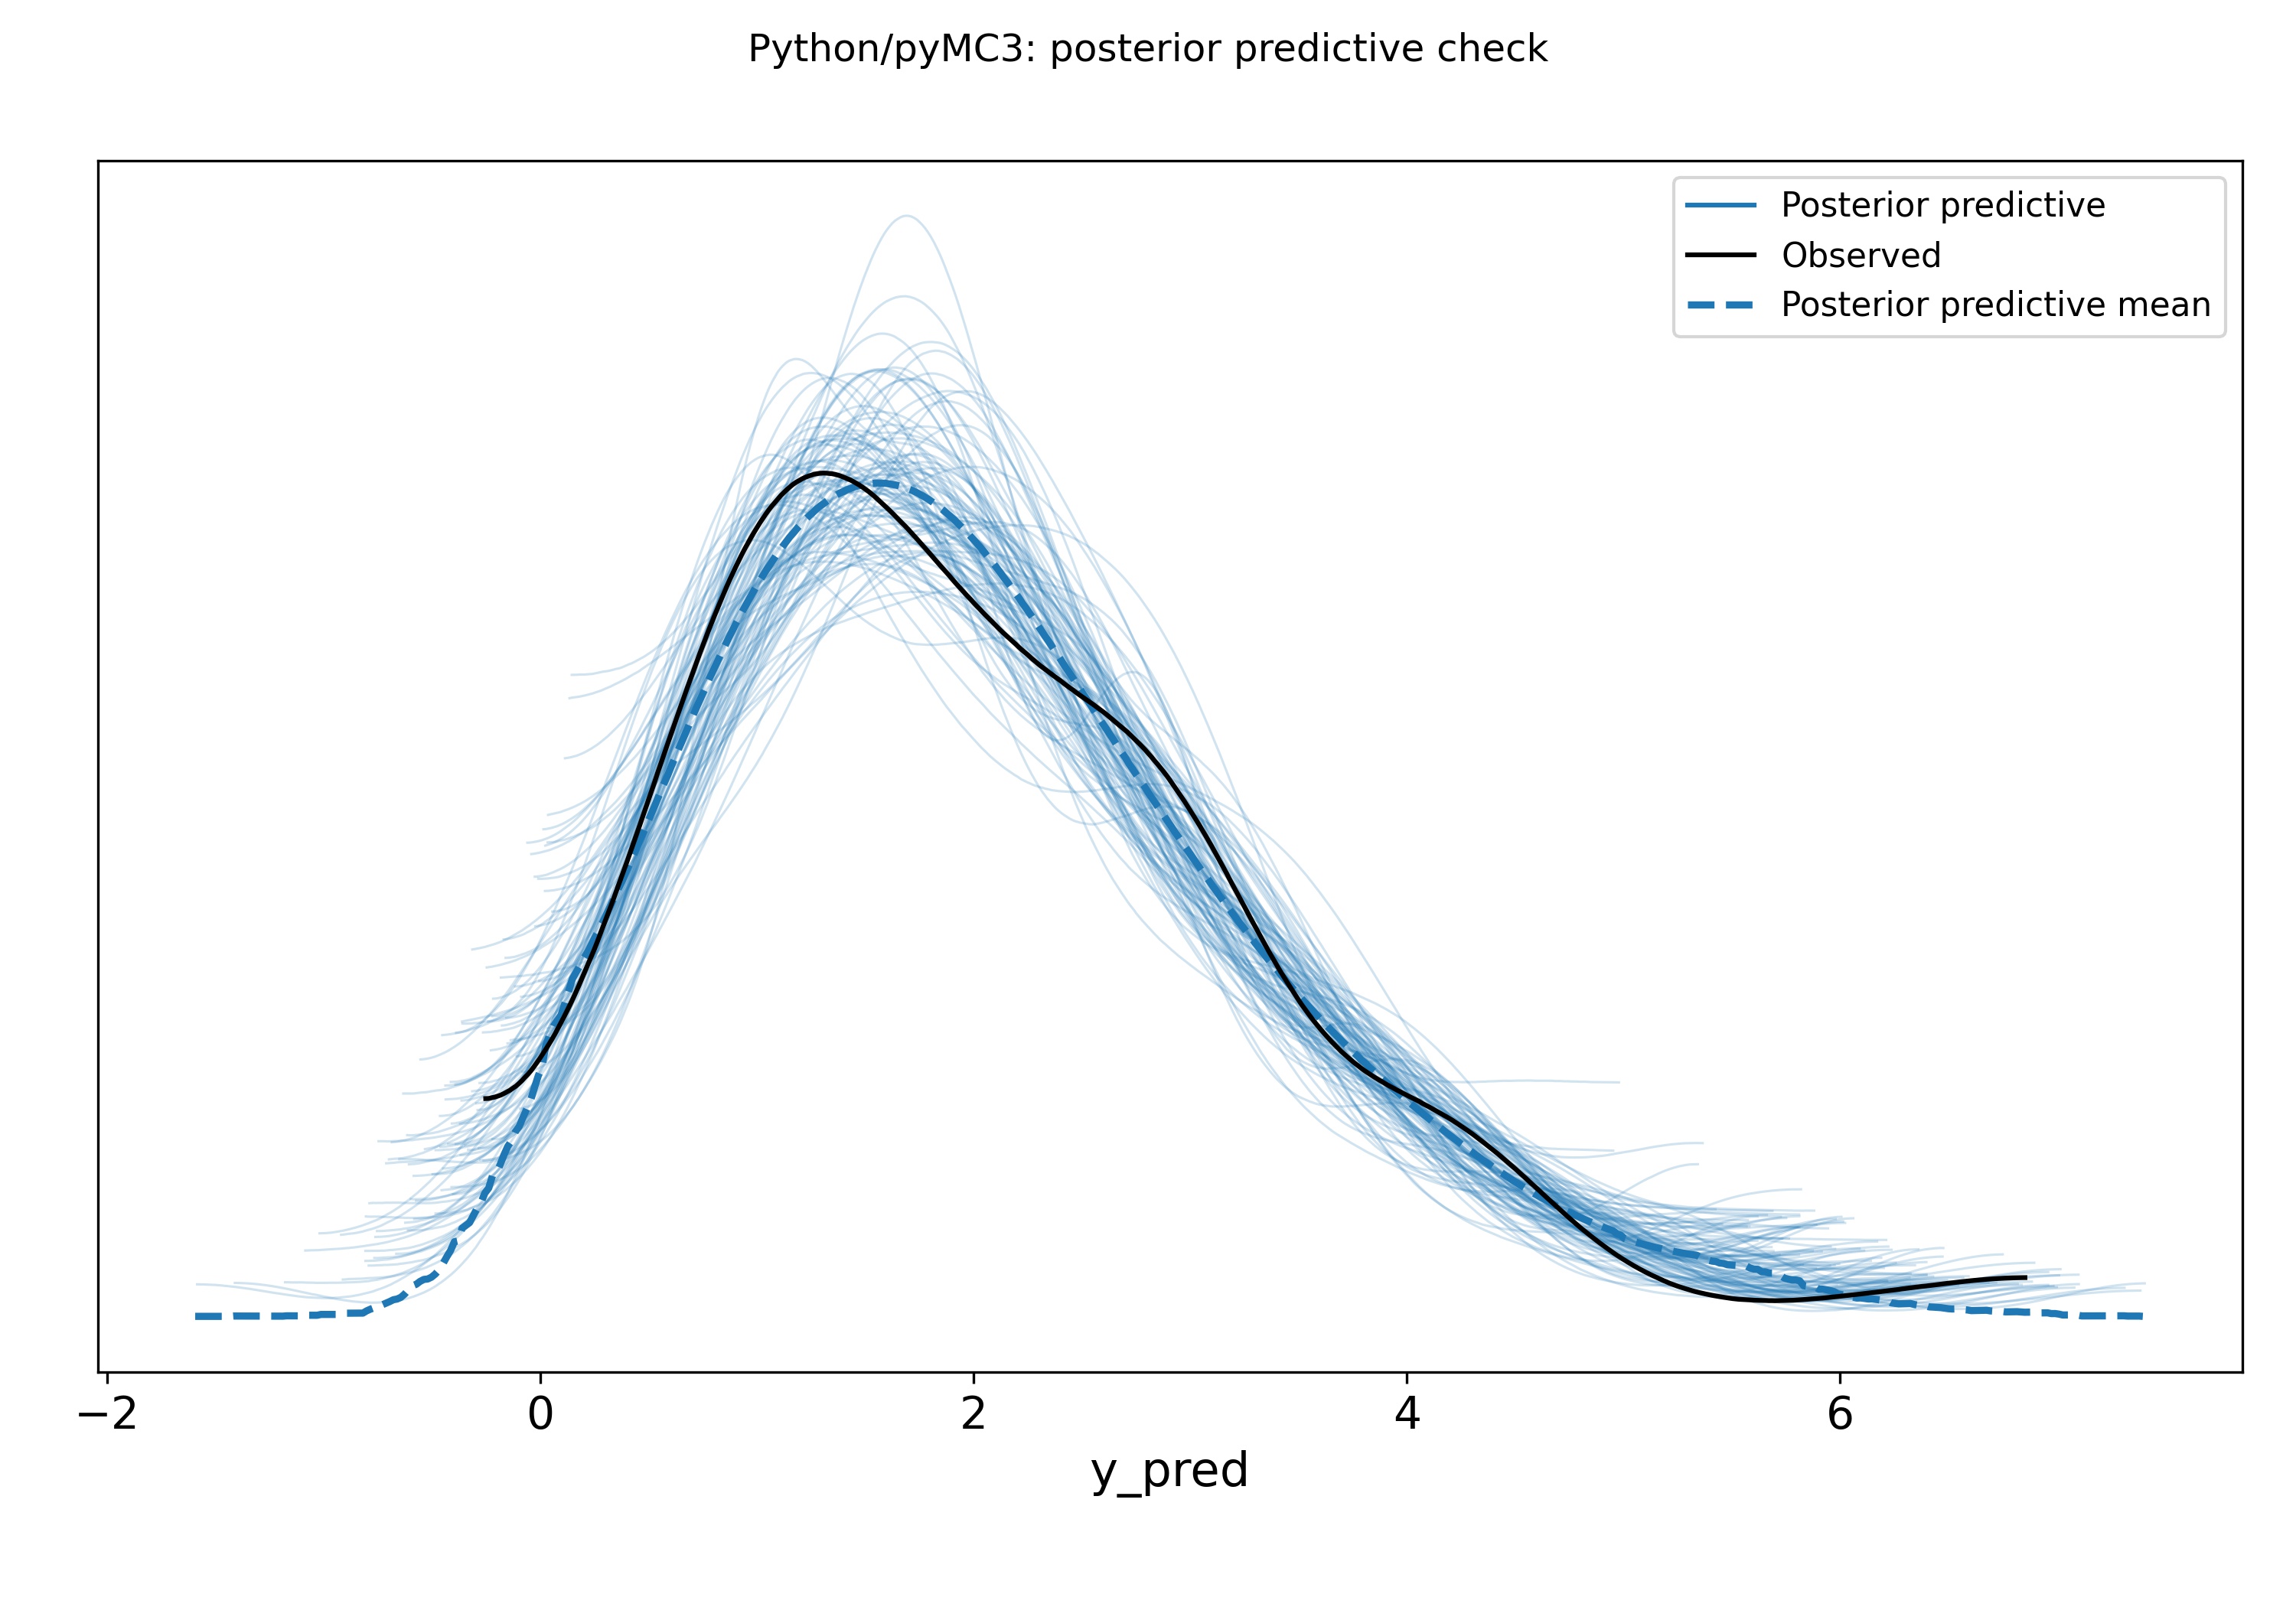 Python/pyMC3: posterior predictive check
Posterior predictive
Observed
Posterior predictive mean
−2 0 2 4 6
y_pred